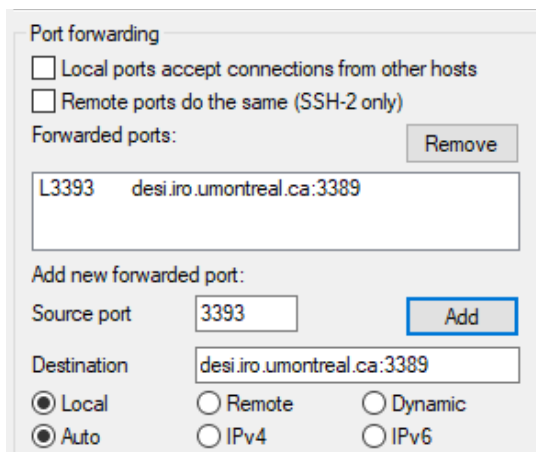 Port forwarding
Local ports accept connections from other hosts
Remote ports do the same (SSH-2 only)
Forwarded ports:
Remove
L3393 desi.iro.umontreal.ca:3389
Add new forwarded port:
Source port 3393 Add
Destination desi.iro.umontreal.ca:3389
Local Remote Dynamic
Auto IPv4 IPv6